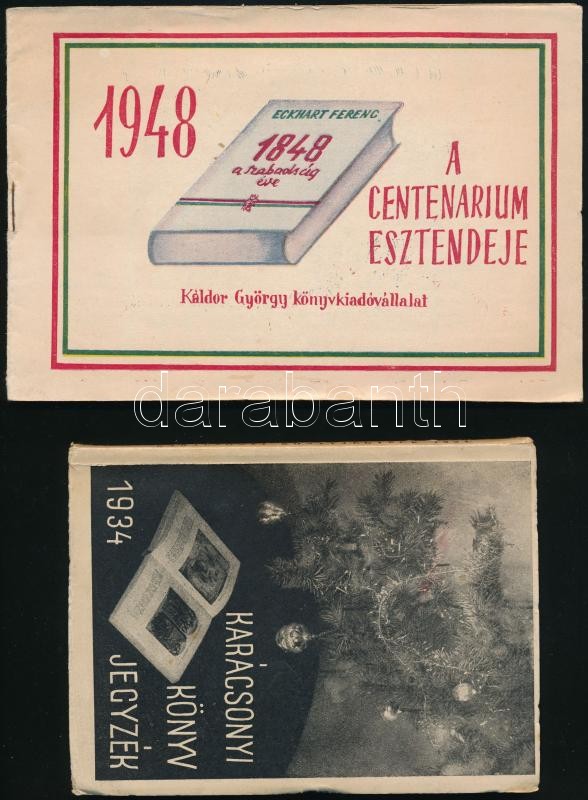 1948
ECKHART FERENC
1848
a szabadság
éve
A
CENTENARIUM
ESZTENDEJE
Káldor György könyvkiadóvállalat
darabanth
1934
KARÁCSONYI
KÖNYV
JEGYZÉK